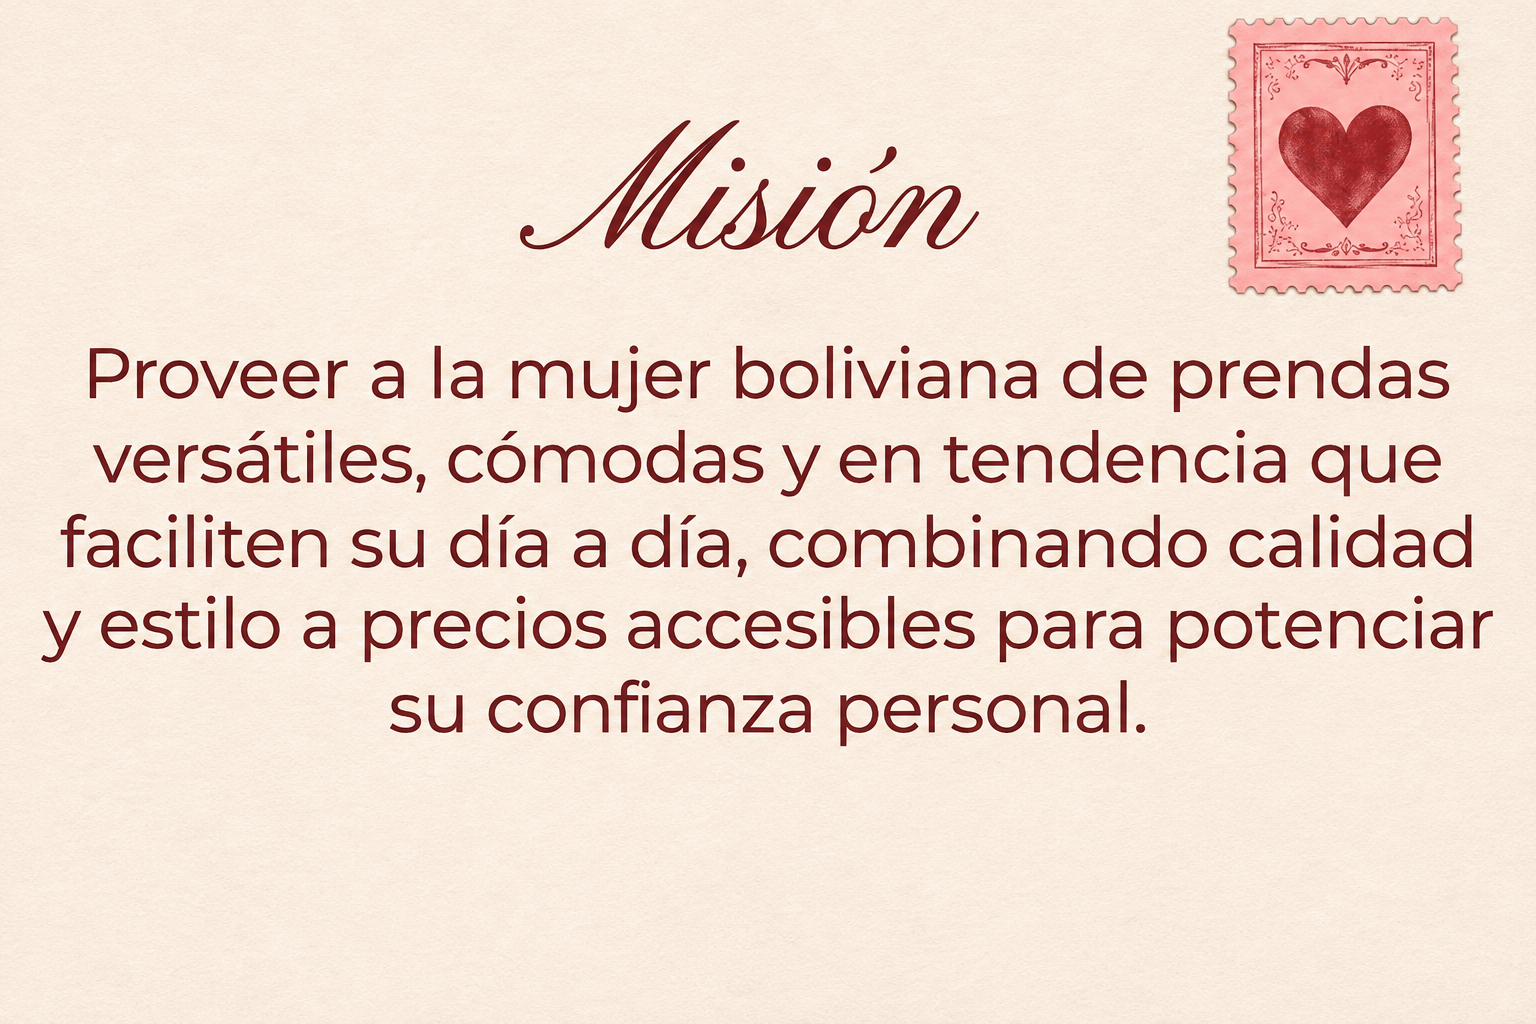 Misión
Proveer a la mujer boliviana de prendas
versátiles, cómodas y en tendencia que
faciliten su día a día, combinando calidad
y estilo a precios accesibles para potenciar
su confianza personal.